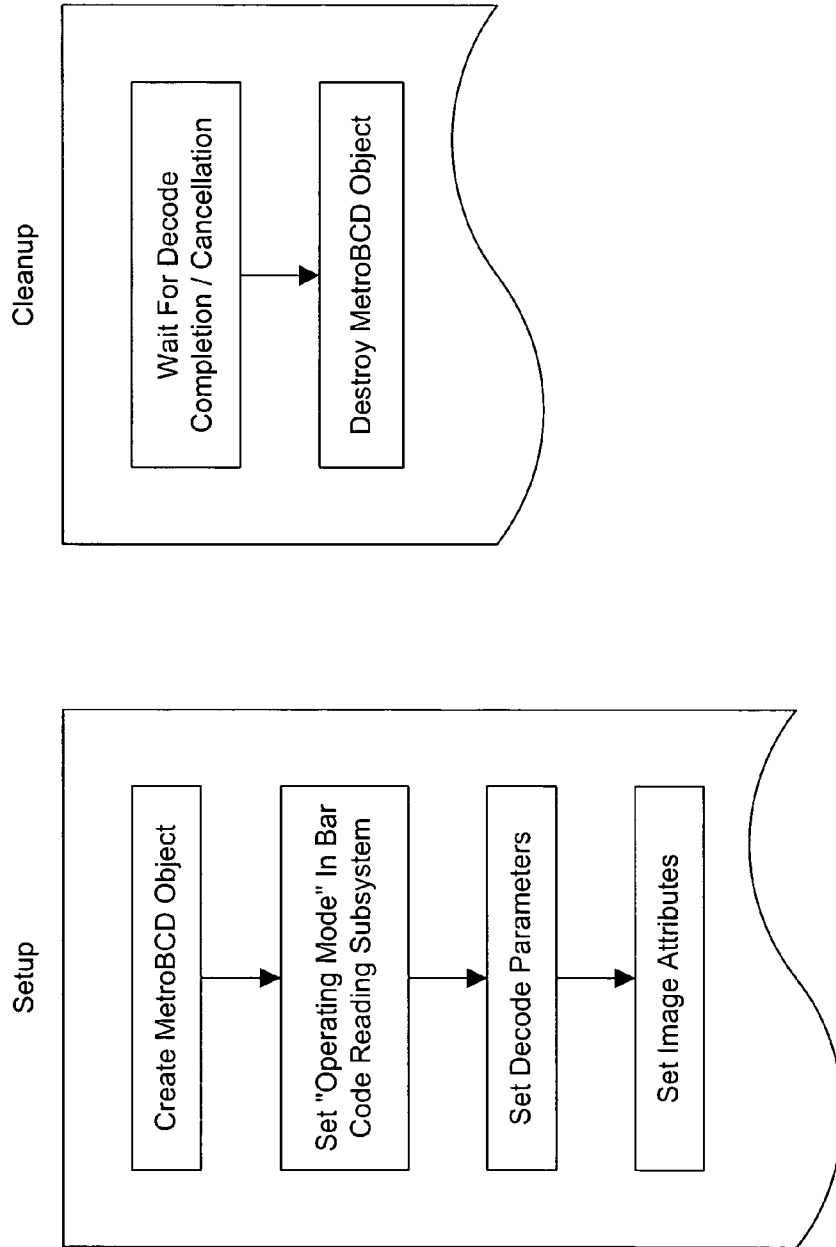 Setup
Create MetroBCD Object
Set "Operating Mode" In Bar
Code Reading Subsystem
Set Decode Parameters
Set Image Attributes
Cleanup
Wait For Decode
Completion / Cancellation
Destroy MetroBCD Object